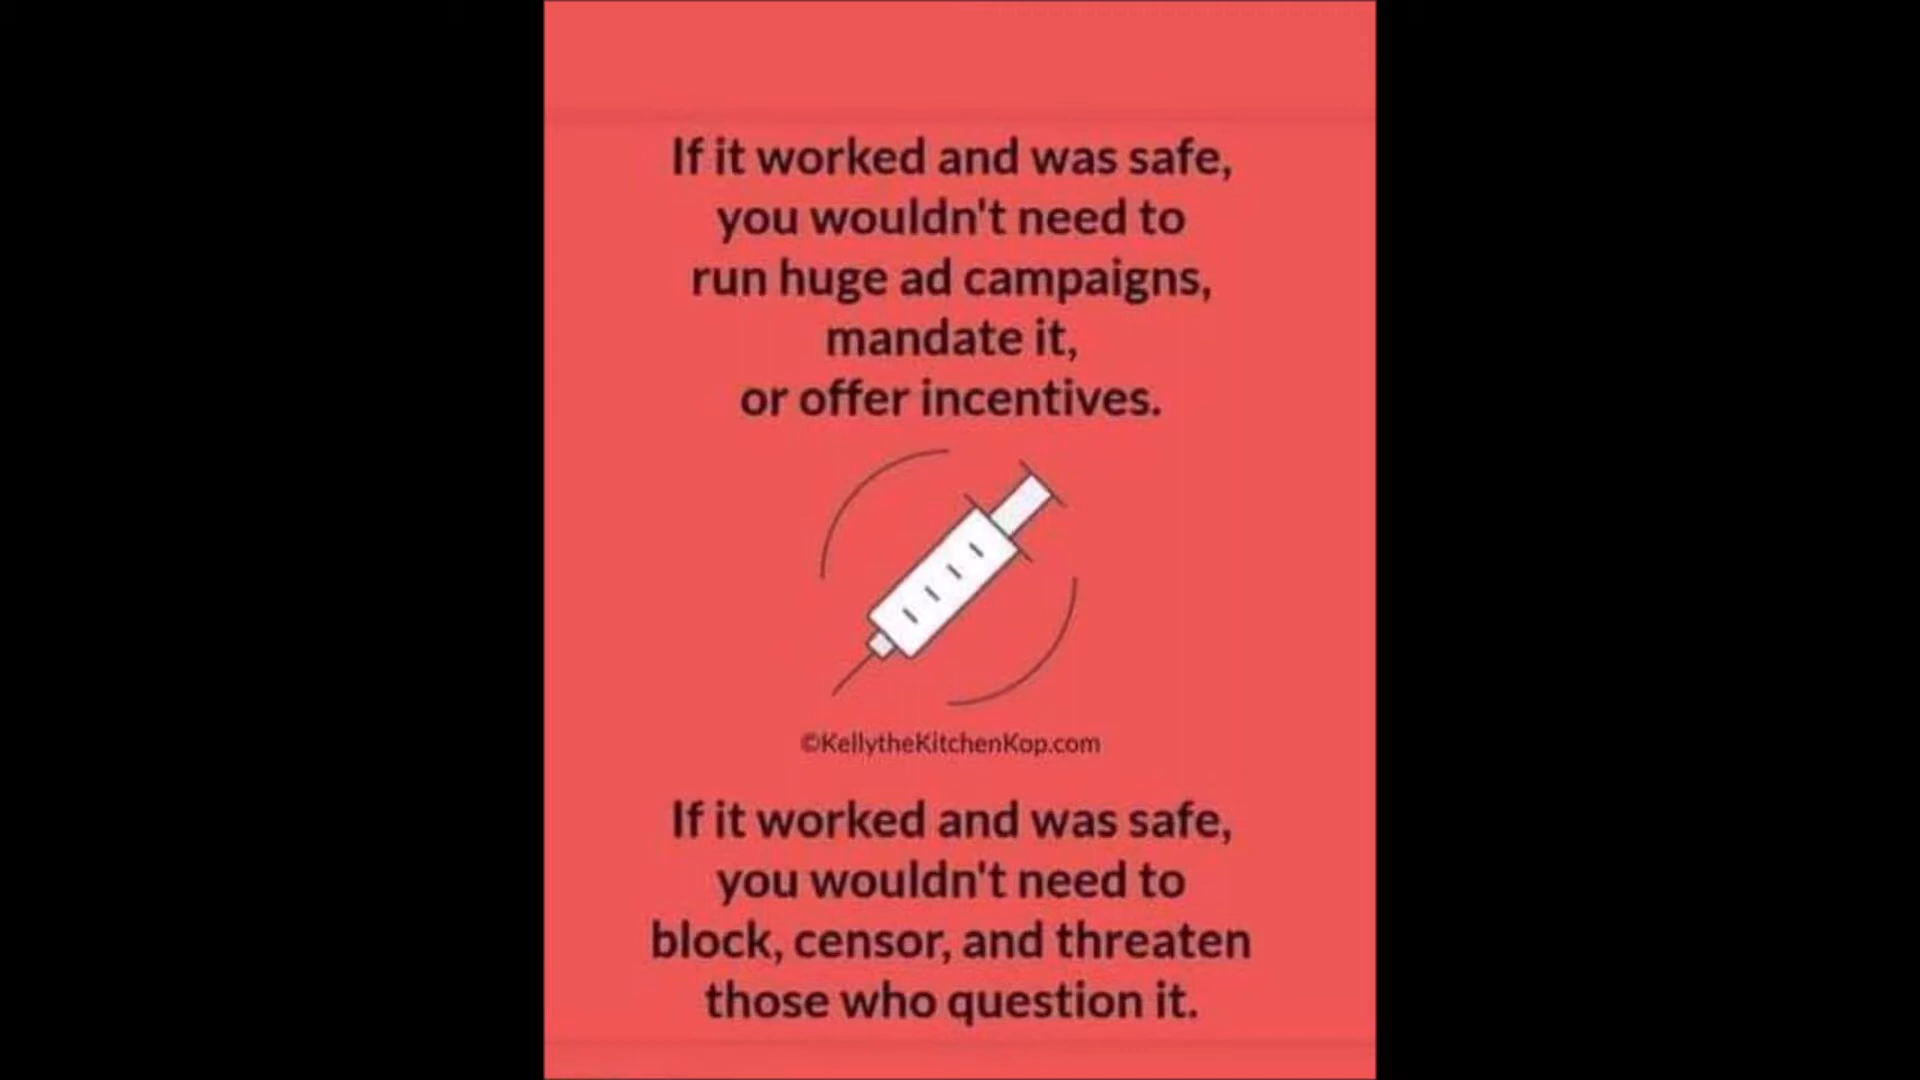 If it worked and was safe,
you wouldn't need to
run huge ad campaigns,
mandate it,
or offer incentives.
©KellytheKitchenKop.com
If it worked and was safe,
you wouldn't need to
block, censor, and threaten
those who question it.